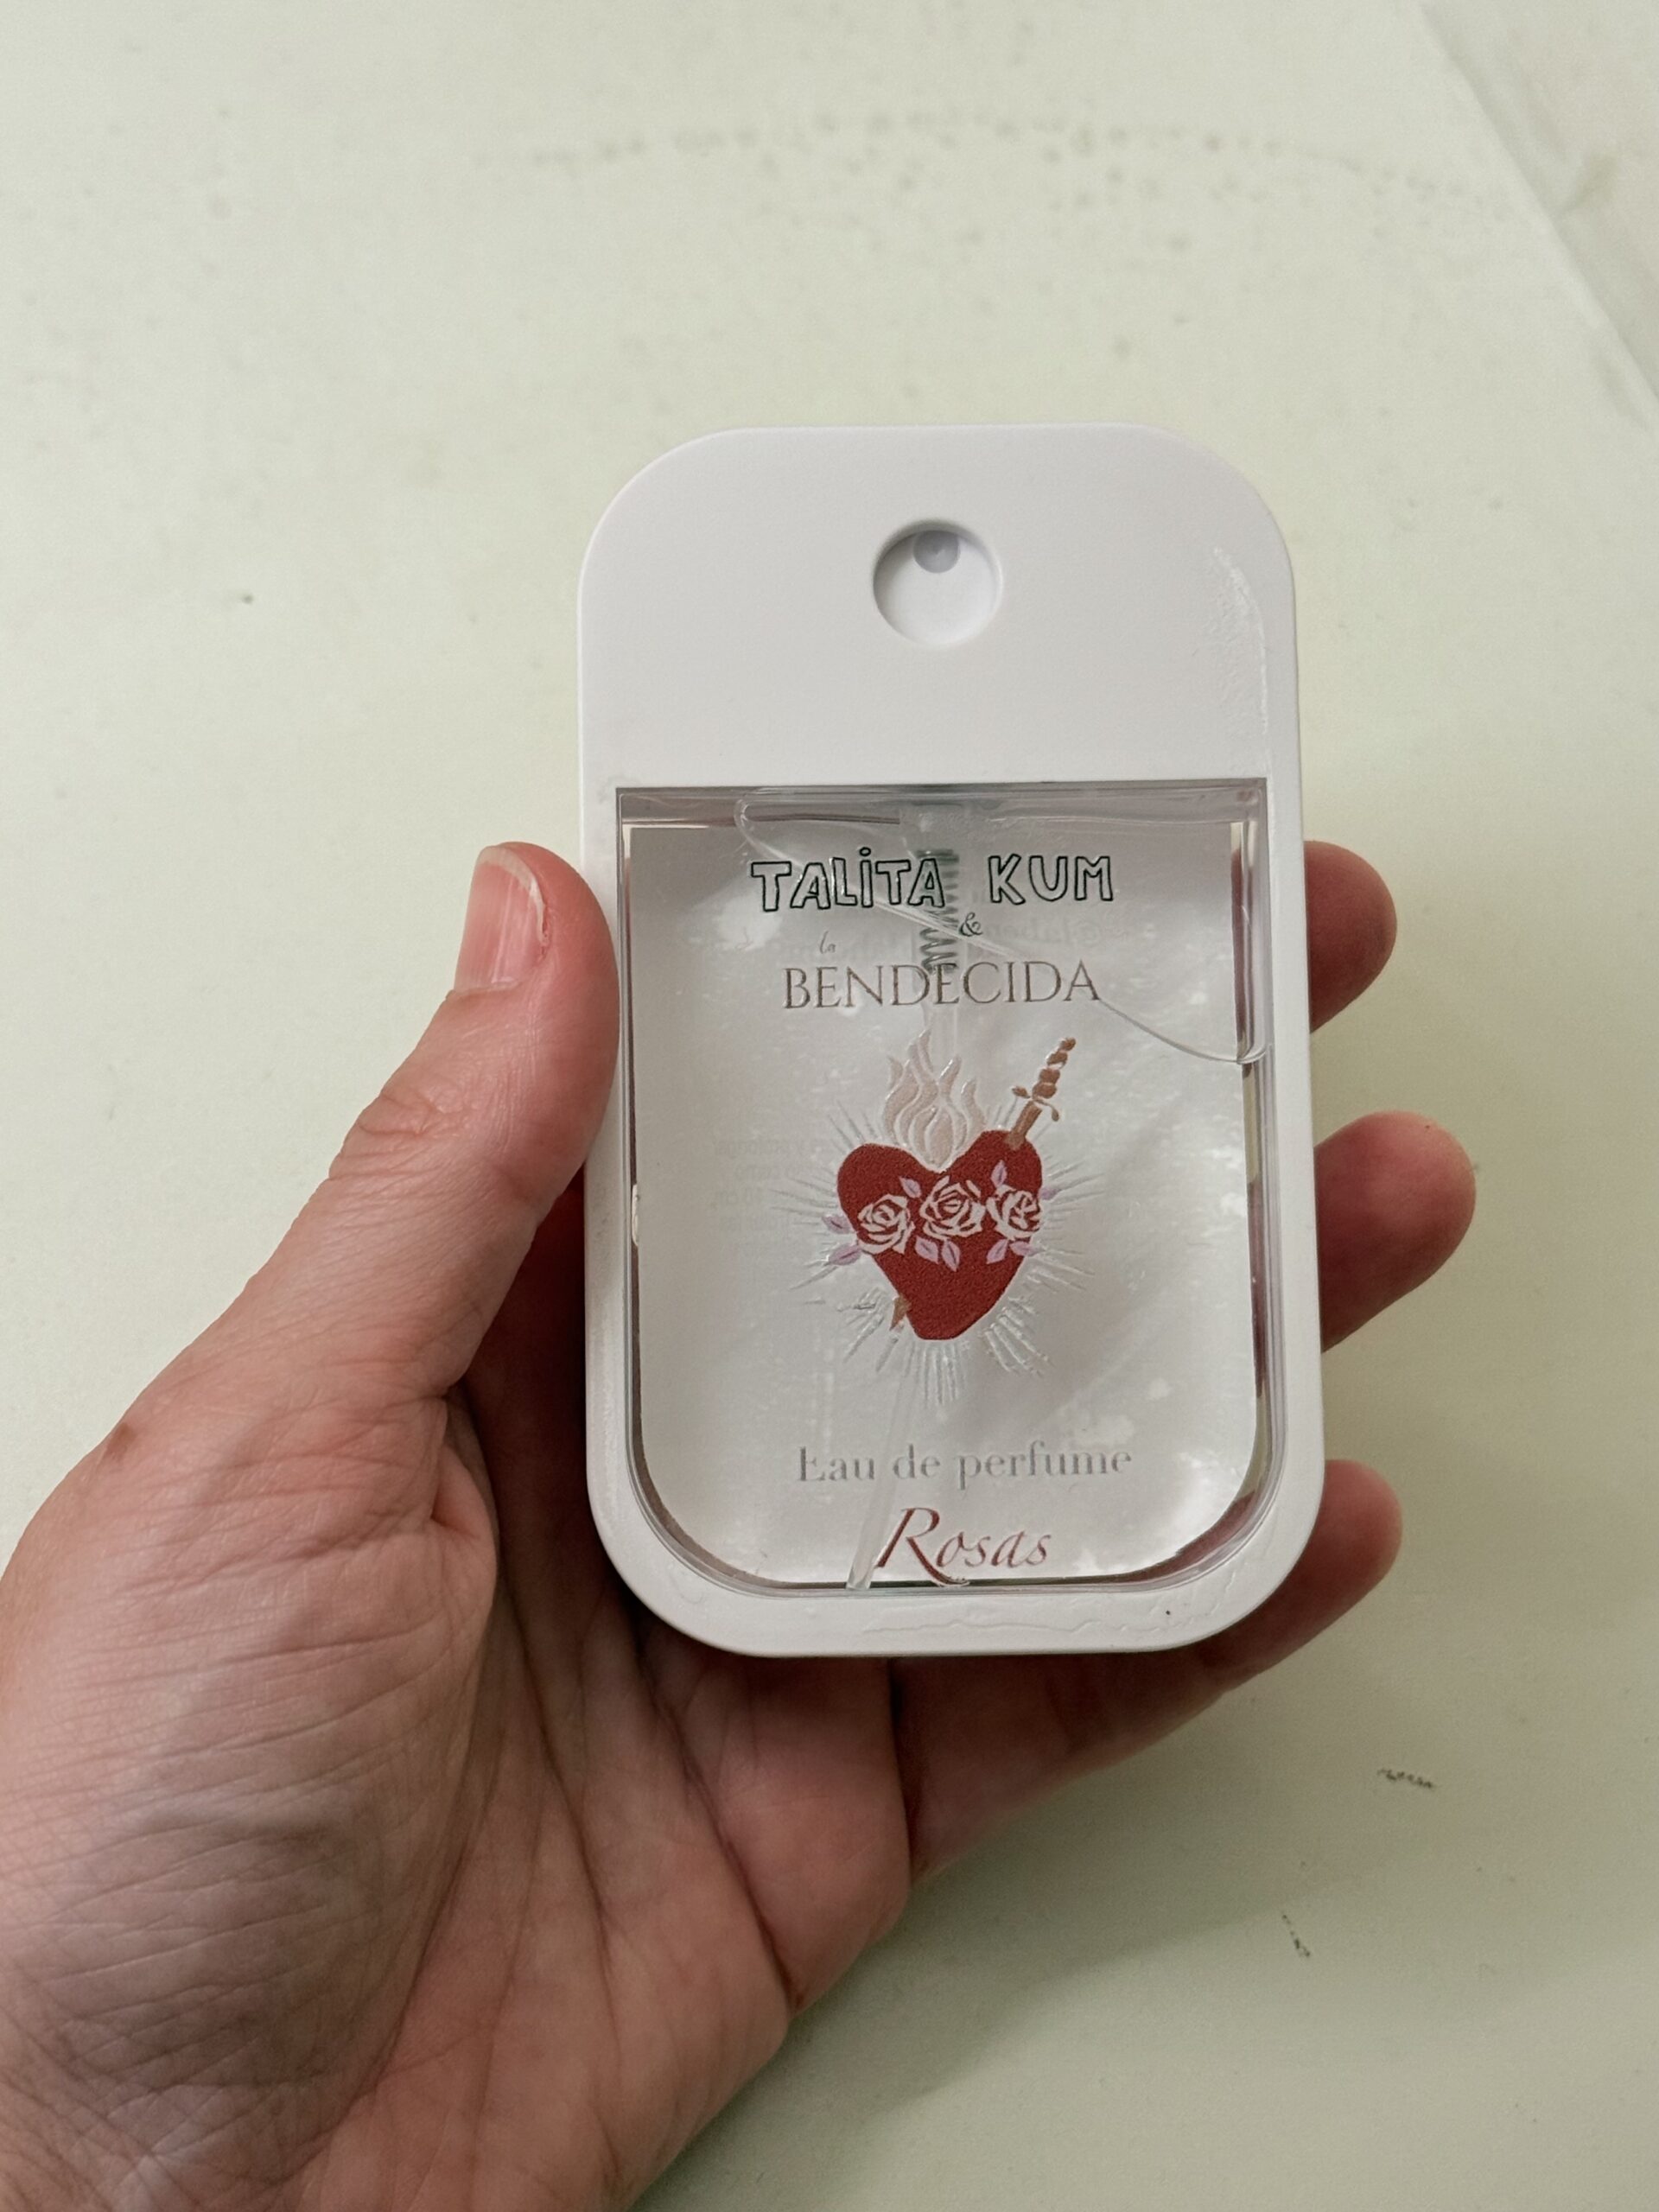 TALiTA KUM
&
la
BENDECIDA
Eau de perfume
Rosas